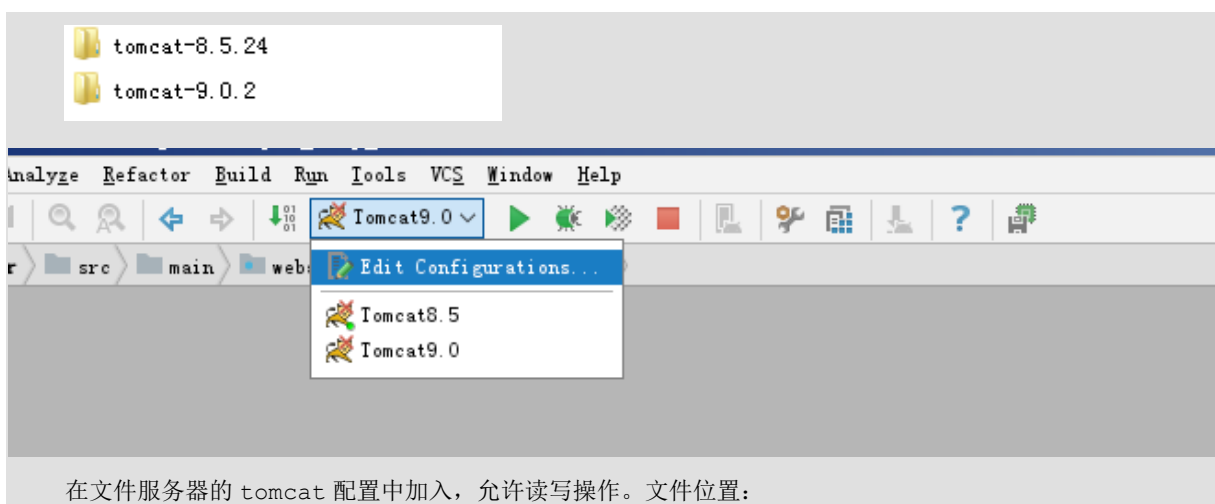 tomcat-8.5.24
tomcat-9.0.2
Analyze Refactor Build Run Tools VCS Window Help
Tomcat9.0
r src main web
Edit Configurations...
Tomcat8.5
Tomcat9.0
在文件服务器的 tomcat 配置中加入，允许读写操作。文件位置：